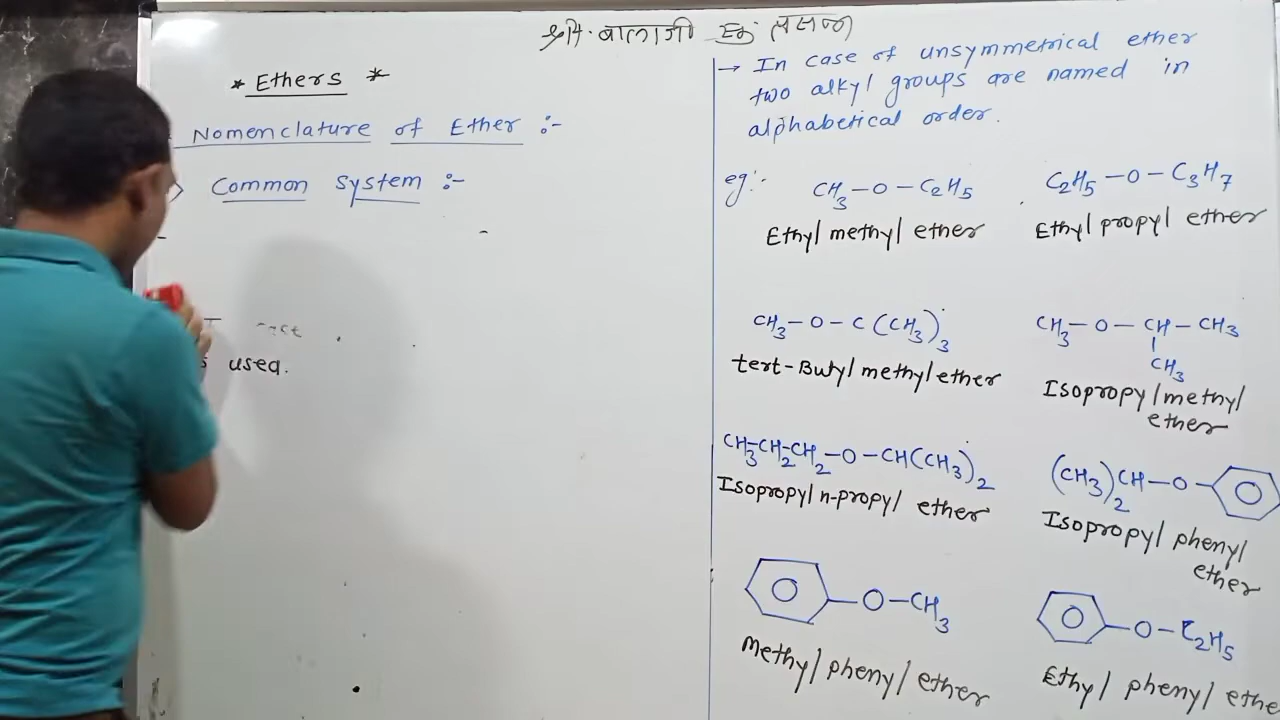 श्री. बालाजी
* Ethers *
Nomenclature of Ether :-
> Common system :-
used.
→ In case of unsymmetrical ether
two alkyl groups are named in
alphabetical order.
eg:-
CH₃—O—C₂H₅
Ethyl methyl ether
C₂H₅—O—C₃H₇
Ethyl propyl ether
CH₃—O—C(CH₃)₃
tert-Butyl methyl ether
CH₃—O—CH—CH₃
CH₃
Isopropyl methyl
ether
CH₃-CH₂-CH₂—O—CH(CH₃)₂
Isopropyl n-propyl ether
(CH₃)₂CH—O—
Isopropyl phenyl
ether
—O—CH₃
Methyl phenyl ether
—O—C₂H₅
Ethyl phenyl ethe